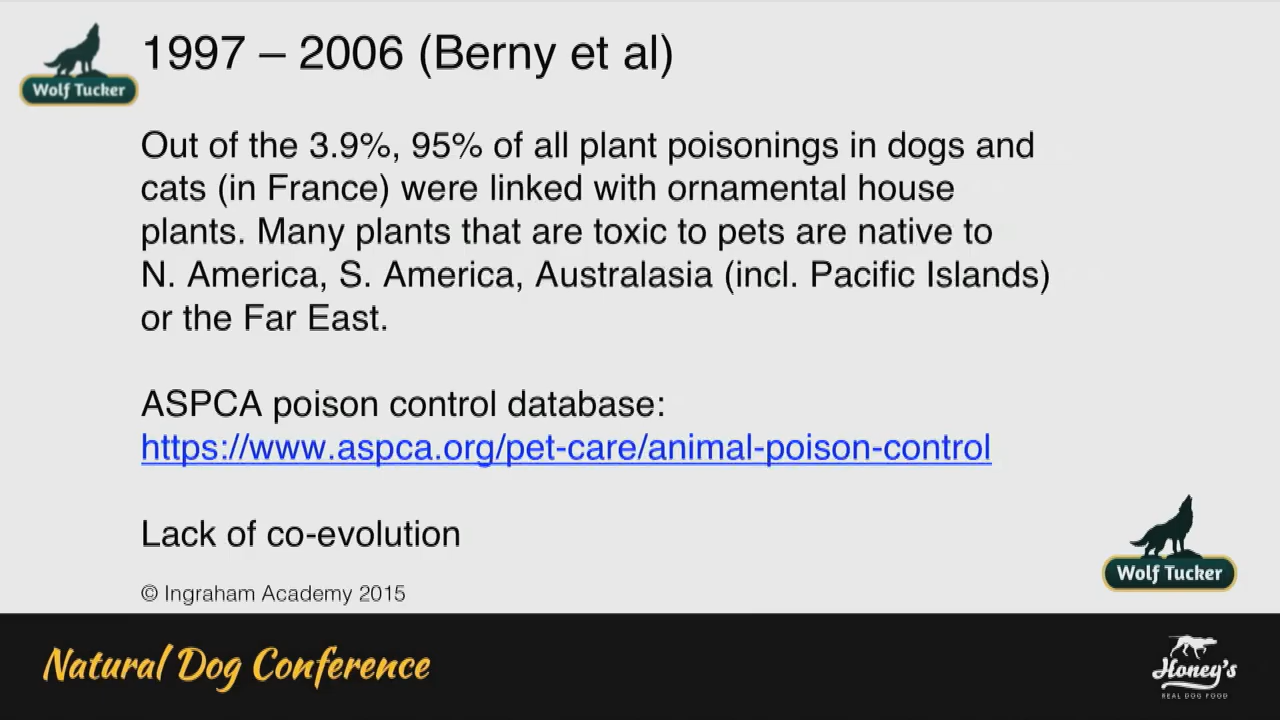 Wolf Tucker
1997 – 2006 (Berny et al)
Out of the 3.9%, 95% of all plant poisonings in dogs and
cats (in France) were linked with ornamental house
plants. Many plants that are toxic to pets are native to
N. America, S. America, Australasia (incl. Pacific Islands)
or the Far East.
ASPCA poison control database:
https://www.aspca.org/pet-care/animal-poison-control
Lack of co-evolution
Wolf Tucker
© Ingraham Academy 2015
Natural Dog Conference
Honey's
REAL DOG FOOD